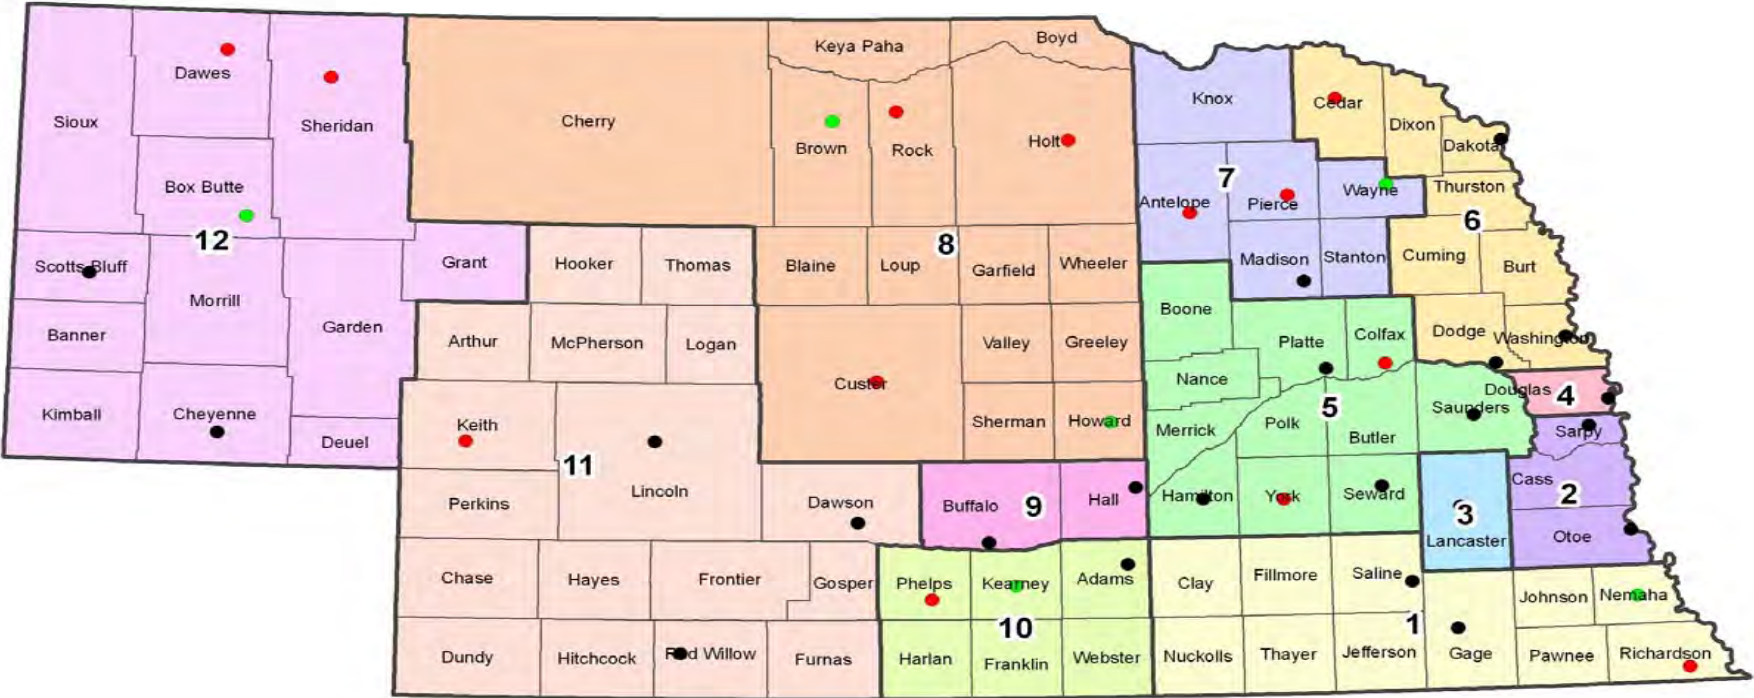 Boyd
Keya Paha
Dawes
Knox
Cedar
Sioux
Sheridan
Cherry
Brown
Rock
Holt
Dixon
Dakota
Box Butte
7
Antelope
Pierce
Wayne
Thurston
6
12
8
Scotts Bluff
Grant
Hooker
Thomas
Blaine
Loup
Garfield
Wheeler
Madison
Stanton
Cuming
Burt
Morrill
Banner
Garden
Arthur
McPherson
Logan
Valley
Greeley
Boone
Platte
Colfax
Dodge
Washington
Custer
Nance
Douglas
4
Kimball
Cheyenne
Deuel
Keith
Sherman
Howard
Merrick
Polk
5
Butler
Saunders
Sarpy
11
Perkins
Lincoln
Dawson
Buffalo
9
Hall
Hamilton
York
Seward
3
Lancaster
Cass
2
Otoe
Chase
Hayes
Frontier
Gosper
Phelps
Kearney
Adams
Clay
Fillmore
Saline
Johnson
Nemaha
10
1
Dundy
Hitchcock
Red Willow
Furnas
Harlan
Franklin
Webster
Nuckolls
Thayer
Jefferson
Gage
Pawnee
Richardson